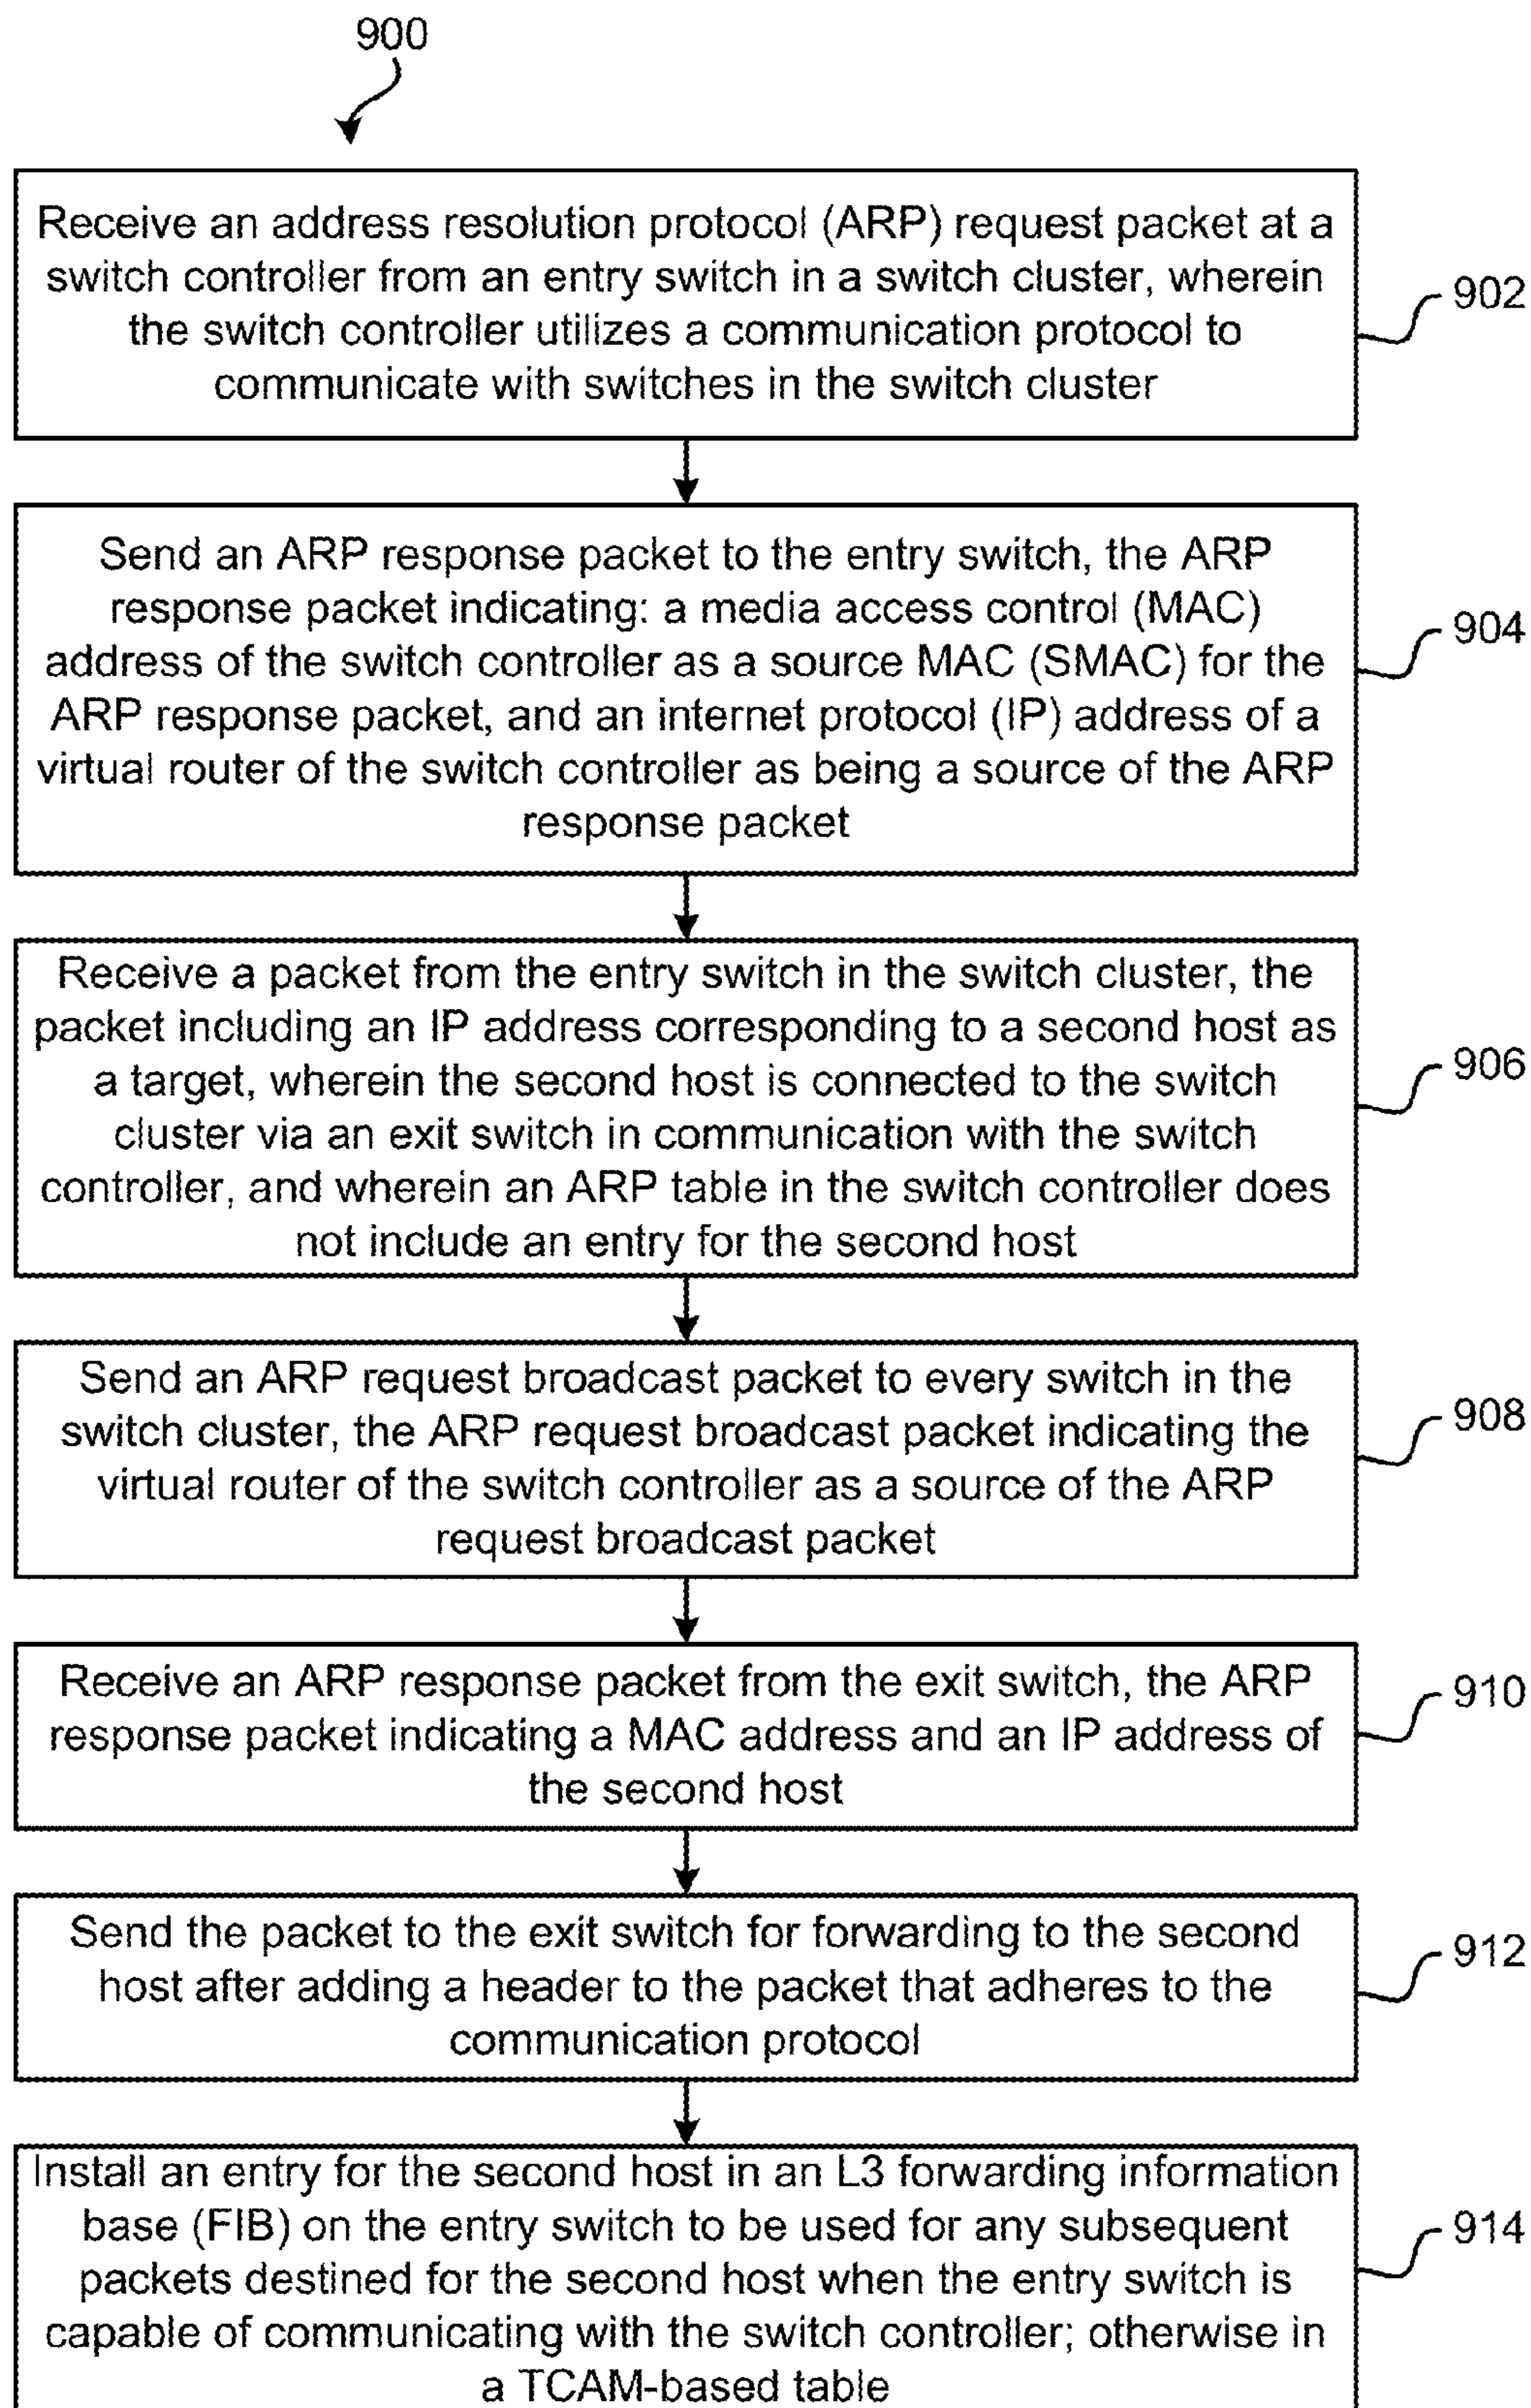 900
Receive an address resolution protocol (ARP) request packet at a
switch controller from an entry switch in a switch cluster, wherein
the switch controller utilizes a communication protocol to
communicate with switches in the switch cluster
902
Send an ARP response packet to the entry switch, the ARP
response packet indicating: a media access control (MAC)
address of the switch controller as a source MAC (SMAC) for the
ARP response packet, and an internet protocol (IP) address of a
virtual router of the switch controller as being a source of the ARP
response packet
904
Receive a packet from the entry switch in the switch cluster, the
packet including an IP address corresponding to a second host as
a target, wherein the second host is connected to the switch
cluster via an exit switch in communication with the switch
controller, and wherein an ARP table in the switch controller does
not include an entry for the second host
906
Send an ARP request broadcast packet to every switch in the
switch cluster, the ARP request broadcast packet indicating the
virtual router of the switch controller as a source of the ARP
request broadcast packet
908
Receive an ARP response packet from the exit switch, the ARP
response packet indicating a MAC address and an IP address of
the second host
910
Send the packet to the exit switch for forwarding to the second
host after adding a header to the packet that adheres to the
communication protocol
912
Install an entry for the second host in an L3 forwarding information
base (FIB) on the entry switch to be used for any subsequent
packets destined for the second host when the entry switch is
capable of communicating with the switch controller; otherwise in
a TCAM-based table
914